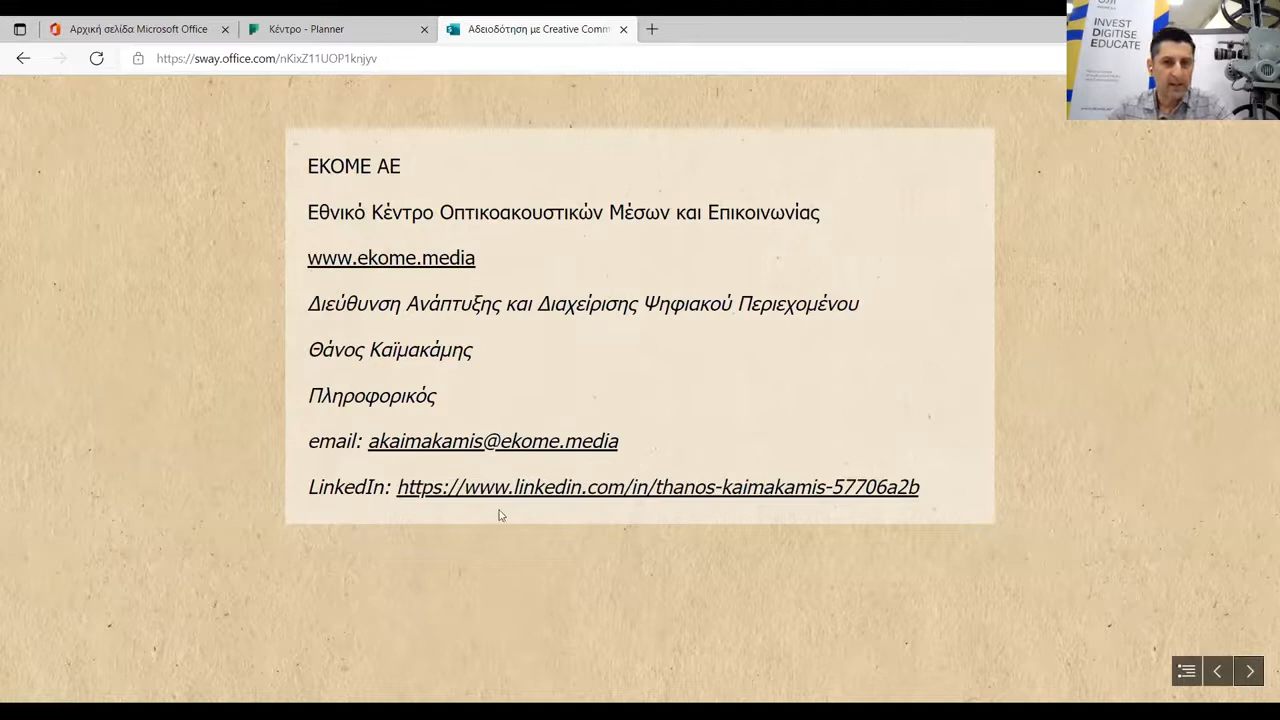 Αρχική σελίδα Microsoft Office
Κέντρο - Planner
Αδειοδότηση με Creative Comm
https://sway.office.com/nKixZ11UOP1knjyv
INVEST
DIGITISE
EDUCATE
ΕΚΟΜΕ ΑΕ
Εθνικό Κέντρο Οπτικοακουστικών Μέσων και Επικοινωνίας
www.ekome.media
Διεύθυνση Ανάπτυξης και Διαχείρισης Ψηφιακού Περιεχομένου
Θάνος Καϊμακάμης
Πληροφορικός
email: akaimakamis@ekome.media
LinkedIn: https://www.linkedin.com/in/thanos-kaimakamis-57706a2b